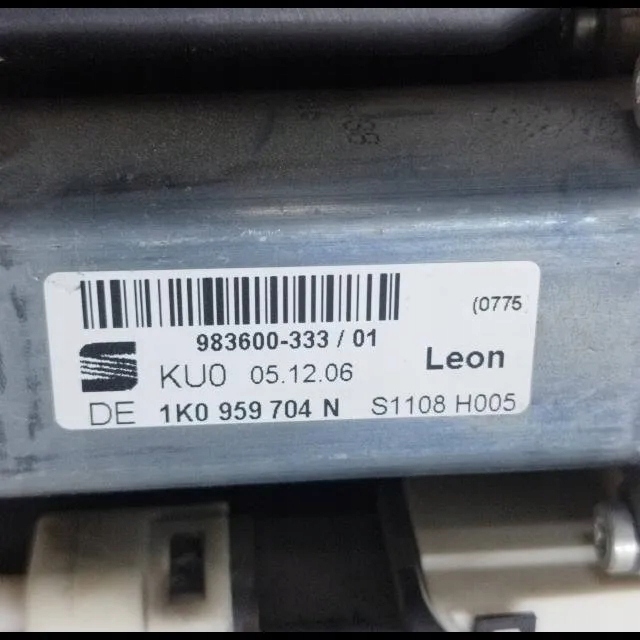 (0775
983600-333 / 01
Leon
KU0 05.12.06
DE 1K0 959 704 N S1108 H005